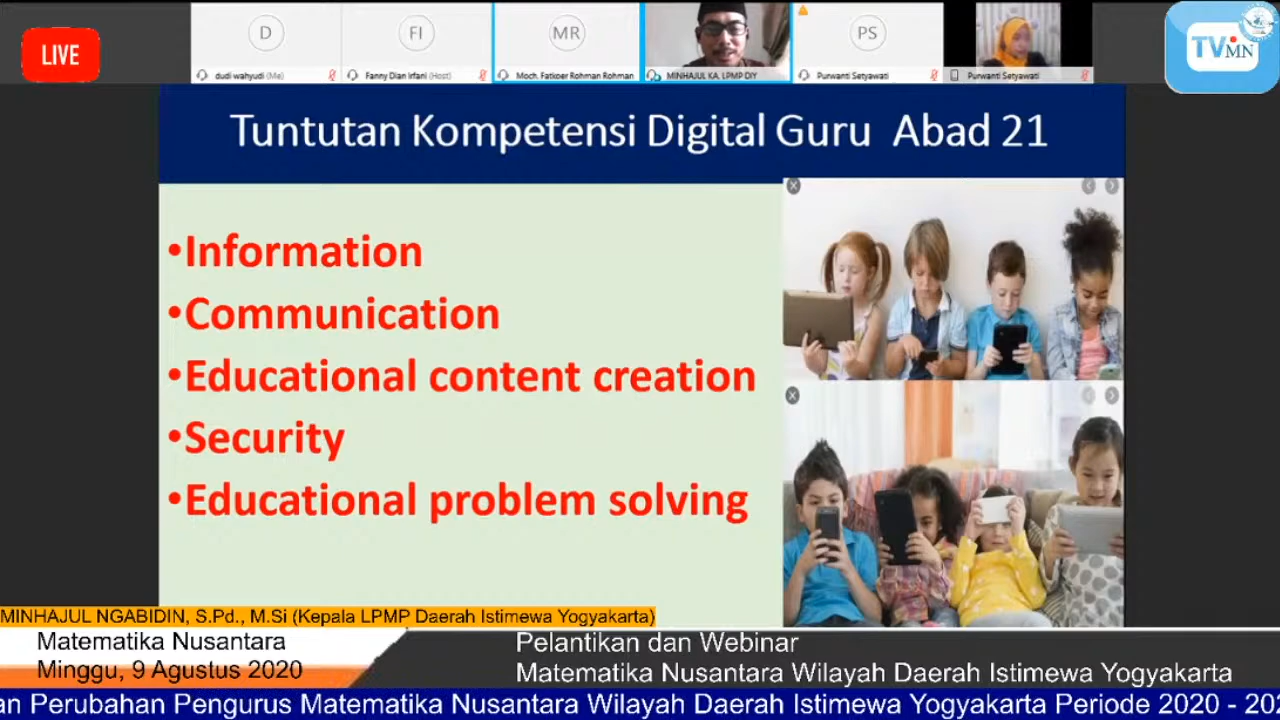 LIVE
D
FI
MR
PS
dudi wahyudi (Me)
Fanny Dian Irfani (Host)
Moch. Fatkoer Rohman Rohman
MINHAJUL KA. LPMP DIY
Purwanti Setyawati
Purwanti Setyawati
TVMN
Tuntutan Kompetensi Digital Guru Abad 21
•Information
•Communication
•Educational content creation
•Security
•Educational problem solving
MINHAJUL NGABIDIN, S.Pd., M.Si (Kepala LPMP Daerah Istimewa Yogyakarta)
Matematika Nusantara
Minggu, 9 Agustus 2020
Pelantikan dan Webinar
Matematika Nusantara Wilayah Daerah Istimewa Yogyakarta
an Perubahan Pengurus Matematika Nusantara Wilayah Daerah Istimewa Yogyakarta Periode 2020 - 202